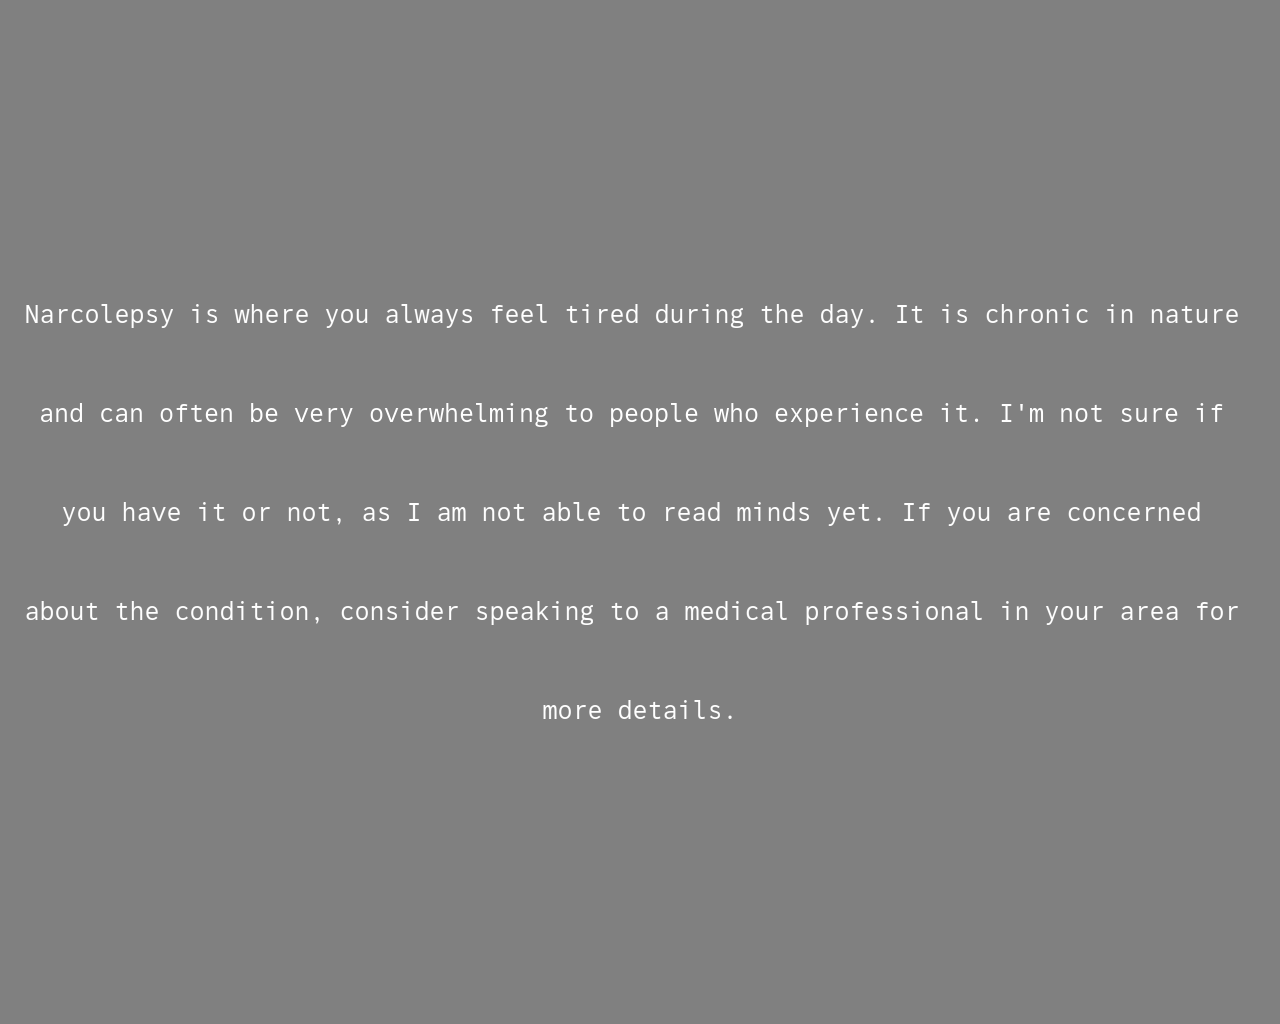 Narcolepsy is where you always feel tired during the day. It is chronic in nature
and can often be very overwhelming to people who experience it. I'm not sure if
you have it or not, as I am not able to read minds yet. If you are concerned
about the condition, consider speaking to a medical professional in your area for
more details.